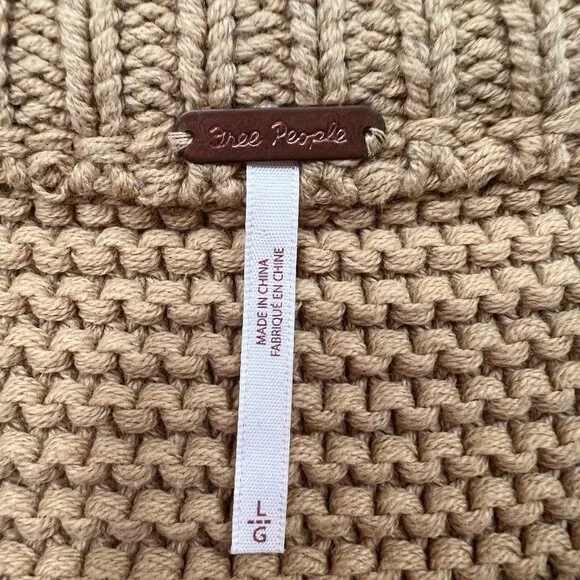 Free People
MADE IN CHINA
FABRIQUÉ EN CHINE
L
G